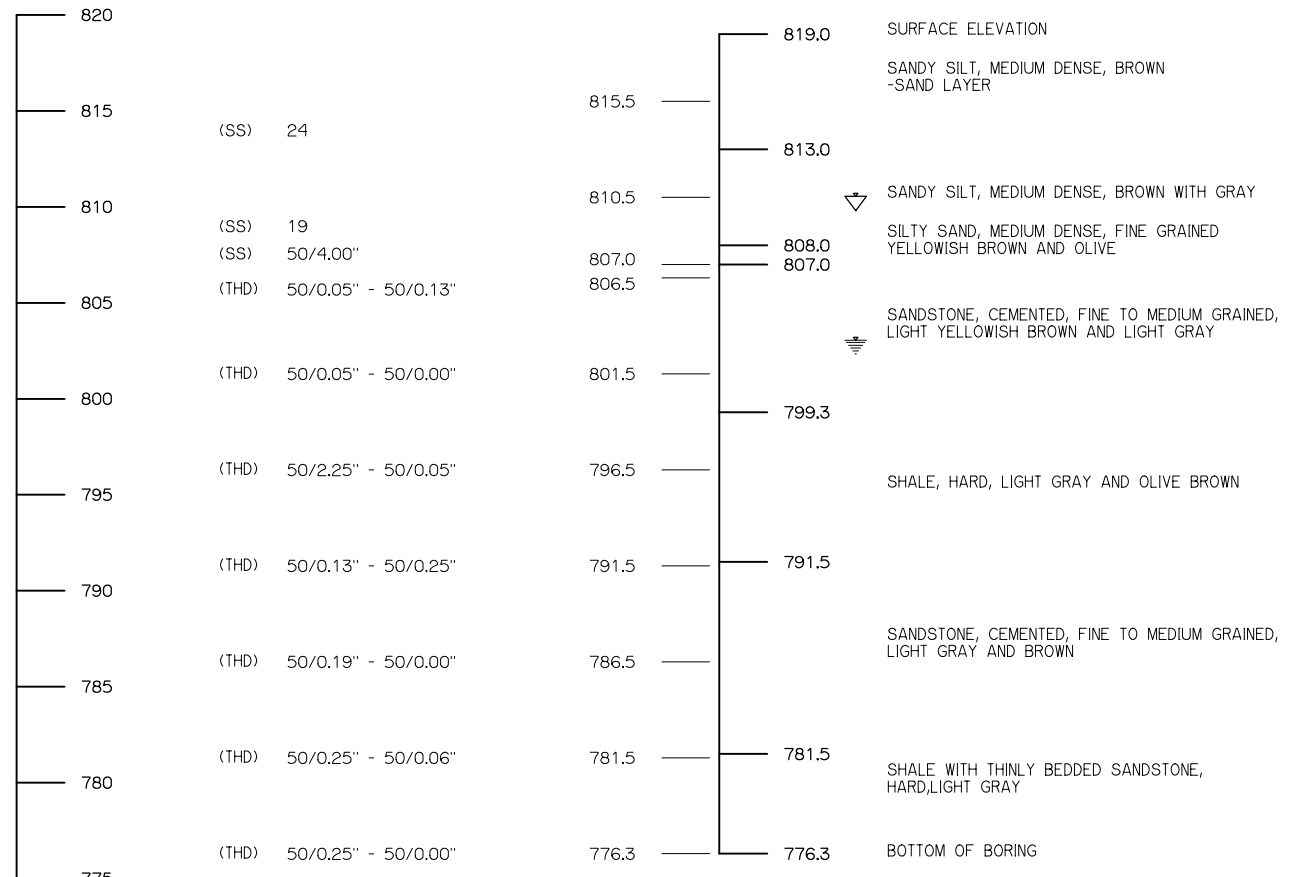 820
819.0 SURFACE ELEVATION
SANDY SILT, MEDIUM DENSE, BROWN
-SAND LAYER
815 815.5
(SS) 24
813.0
810 810.5 SANDY SILT, MEDIUM DENSE, BROWN WITH GRAY
(SS) 19
SILTY SAND, MEDIUM DENSE, FINE GRAINED
808.0 YELLOWISH BROWN AND OLIVE
(SS) 50/4.00" 807.0 807.0
(THD) 50/0.05" - 50/0.13" 806.5
805
SANDSTONE, CEMENTED, FINE TO MEDIUM GRAINED,
LIGHT YELLOWISH BROWN AND LIGHT GRAY
(THD) 50/0.05" - 50/0.00" 801.5
800
799.3
(THD) 50/2.25" - 50/0.05" 796.5
SHALE, HARD, LIGHT GRAY AND OLIVE BROWN
795
(THD) 50/0.13" - 50/0.25" 791.5 791.5
790
SANDSTONE, CEMENTED, FINE TO MEDIUM GRAINED,
LIGHT GRAY AND BROWN
(THD) 50/0.19" - 50/0.00" 786.5
785
(THD) 50/0.25" - 50/0.06" 781.5 781.5
SHALE WITH THINLY BEDDED SANDSTONE,
HARD,LIGHT GRAY
780
(THD) 50/0.25" - 50/0.00" 776.3 776.3 BOTTOM OF BORING
775